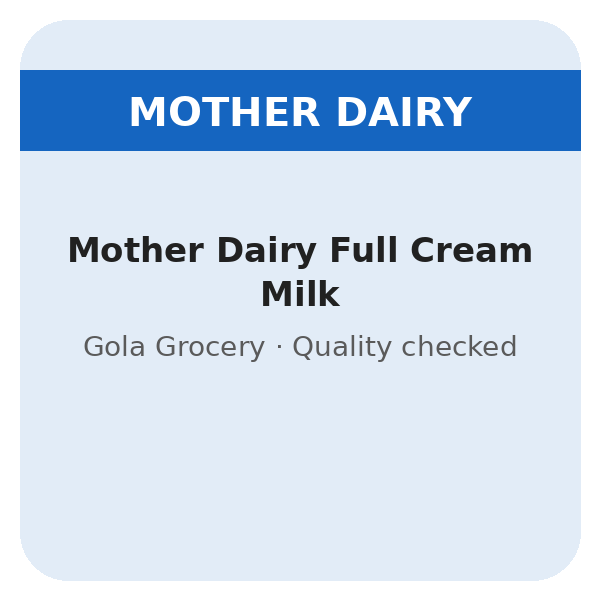 MOTHER DAIRY
Mother Dairy Full Cream
Milk
Gola Grocery · Quality checked